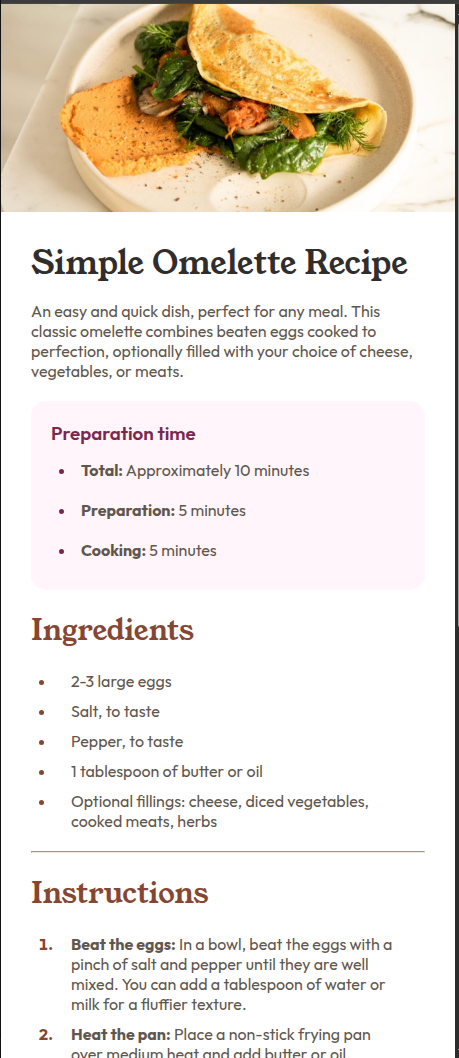 Simple Omelette Recipe
An easy and quick dish, perfect for any meal. This
classic omelette combines beaten eggs cooked to
perfection, optionally filled with your choice of cheese,
vegetables, or meats.
Preparation time
• Total: Approximately 10 minutes
• Preparation: 5 minutes
• Cooking: 5 minutes
Ingredients
• 2-3 large eggs
• Salt, to taste
• Pepper, to taste
• 1 tablespoon of butter or oil
• Optional fillings: cheese, diced vegetables,
cooked meats, herbs
Instructions
1. Beat the eggs: In a bowl, beat the eggs with a
pinch of salt and pepper until they are well
mixed. You can add a tablespoon of water or
milk for a fluffier texture.
2. Heat the pan: Place a non-stick frying pan
over medium heat and add butter or oil